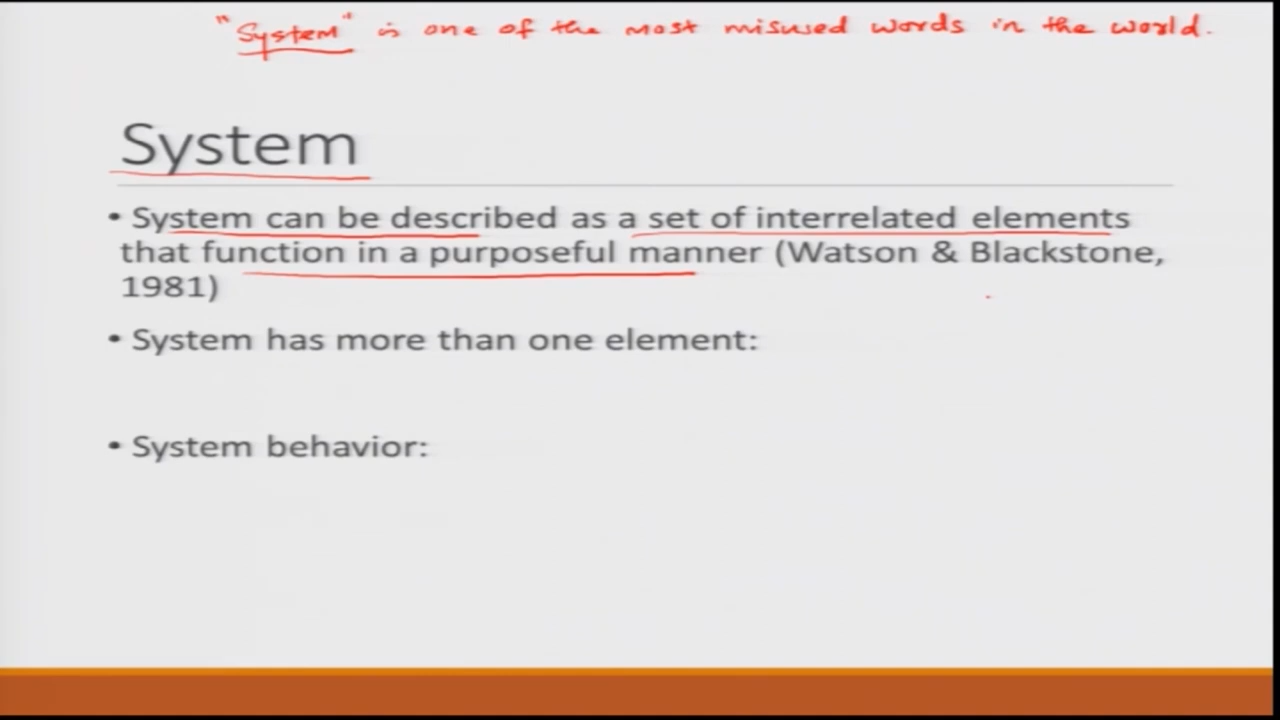 "System" is one of the most misused words in the world.
System
• System can be described as a set of interrelated elements
that function in a purposeful manner (Watson & Blackstone,
1981)
• System has more than one element:
• System behavior: